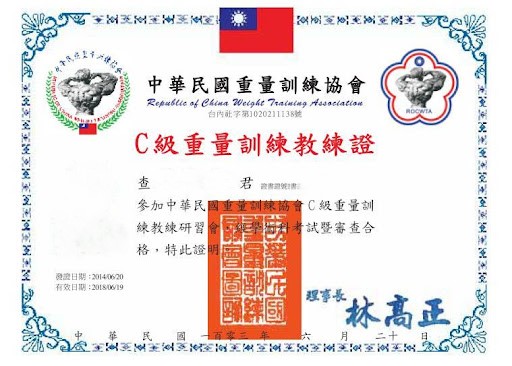 中華民國重量訓練協會
Republic of China Weight Training Association
台內社字第1020211138號
ROCWTA
C級重量訓練教練證
查 君 證書證號
參加中華民國重量訓練協會C級重量訓
練教練研習會，經學術科考試暨審查合
格，特此證明。
發證日期：2014/06/20
有效日期：2018/06/19
理事長 林高正
中華民國一百零三年六月二十日